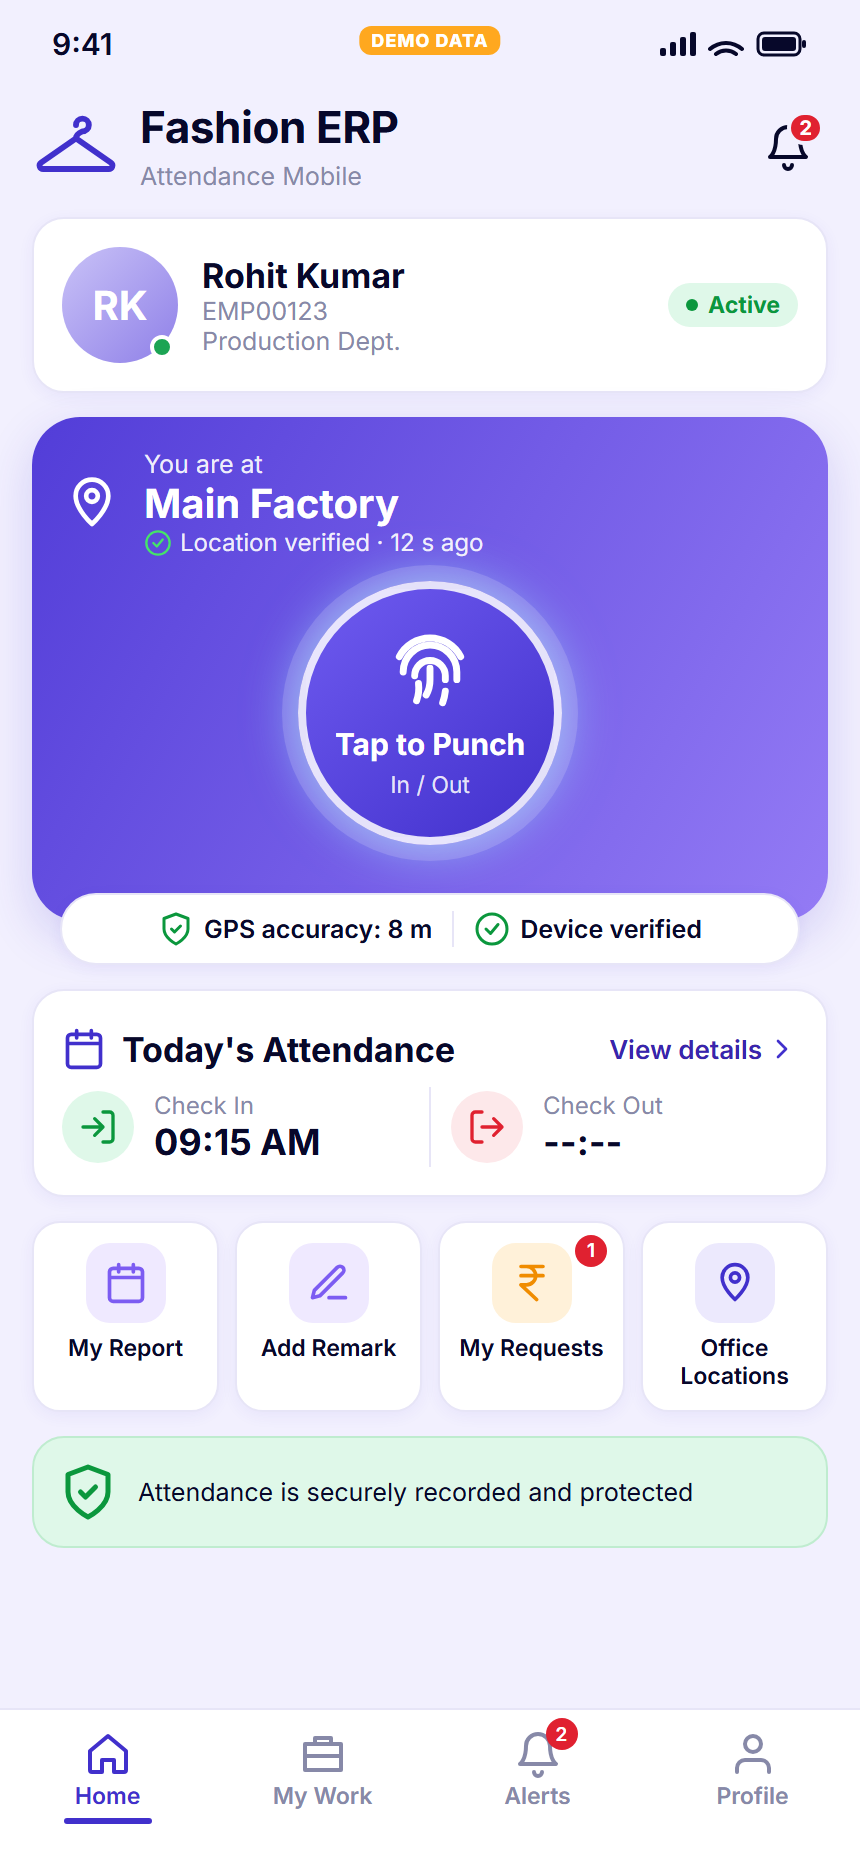 9:41
DEMO DATA
Fashion ERP
2
Attendance Mobile
RK
Rohit Kumar
EMP00123
Production Dept.
Active
You are at
Main Factory
Location verified · 12 s ago
Tap to Punch
In / Out
GPS accuracy: 8 m
Device verified
Today's Attendance
View details
Check In
09:15 AM
Check Out
--:--
My Report
Add Remark
₹
1
My Requests
Office
Locations
Attendance is securely recorded and protected
Home
My Work
2
Alerts
Profile